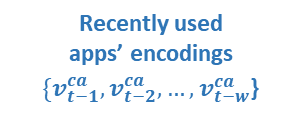 Recently used
apps' encodings
{𝒗_{t−1}^{ca}, 𝒗_{t−2}^{ca}, …, 𝒗_{t−w}^{ca}}